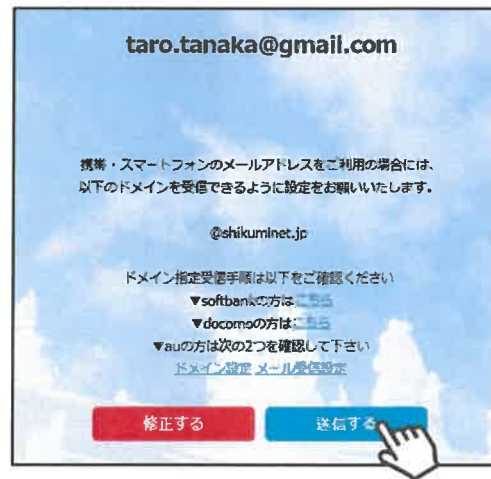 taro.tanaka@gmail.com
携帯・スマートフォンのメールアドレスをご利用の場合には、
以下のドメインを受信できるように設定をお願いいたします。
@shikuminet.jp
ドメイン指定受信手順は以下をご確認ください
▼softbankの方はこちら
▼docomoの方はこちら
▼auの方は次の2つを確認して下さい
ドメイン設定 メール受信設定
修正する 送信する